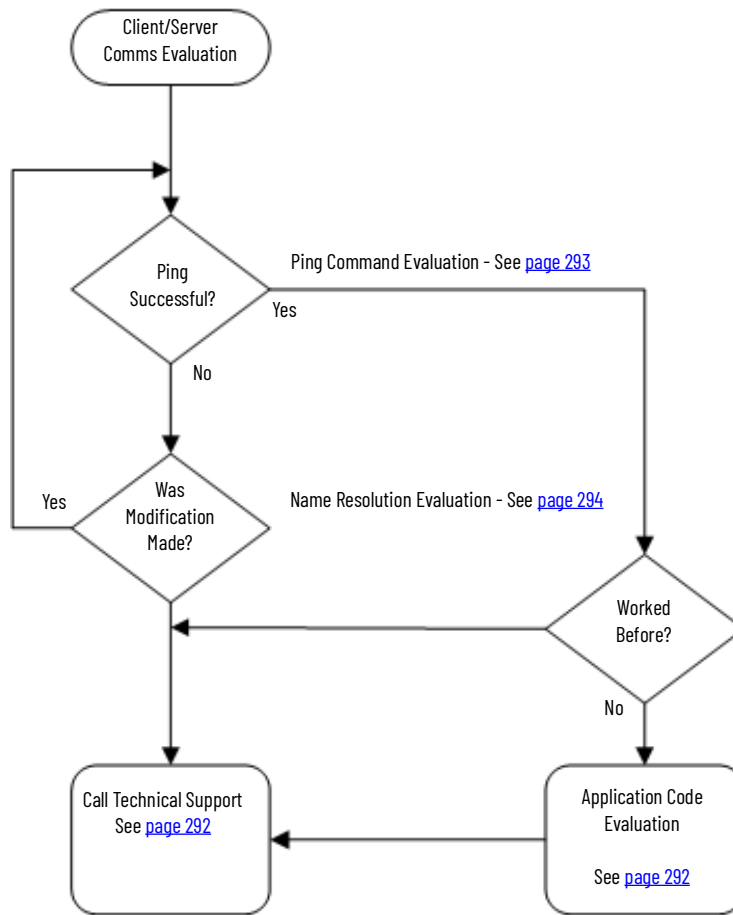 Client/Server
Comms Evaluation
Ping Command Evaluation - See page 293
Ping
Successful?
Yes
No
Yes
Was
Modification
Made?
Name Resolution Evaluation - See page 294
Worked
Before?
No
Call Technical Support
See page 292
Application Code
Evaluation
See page 292